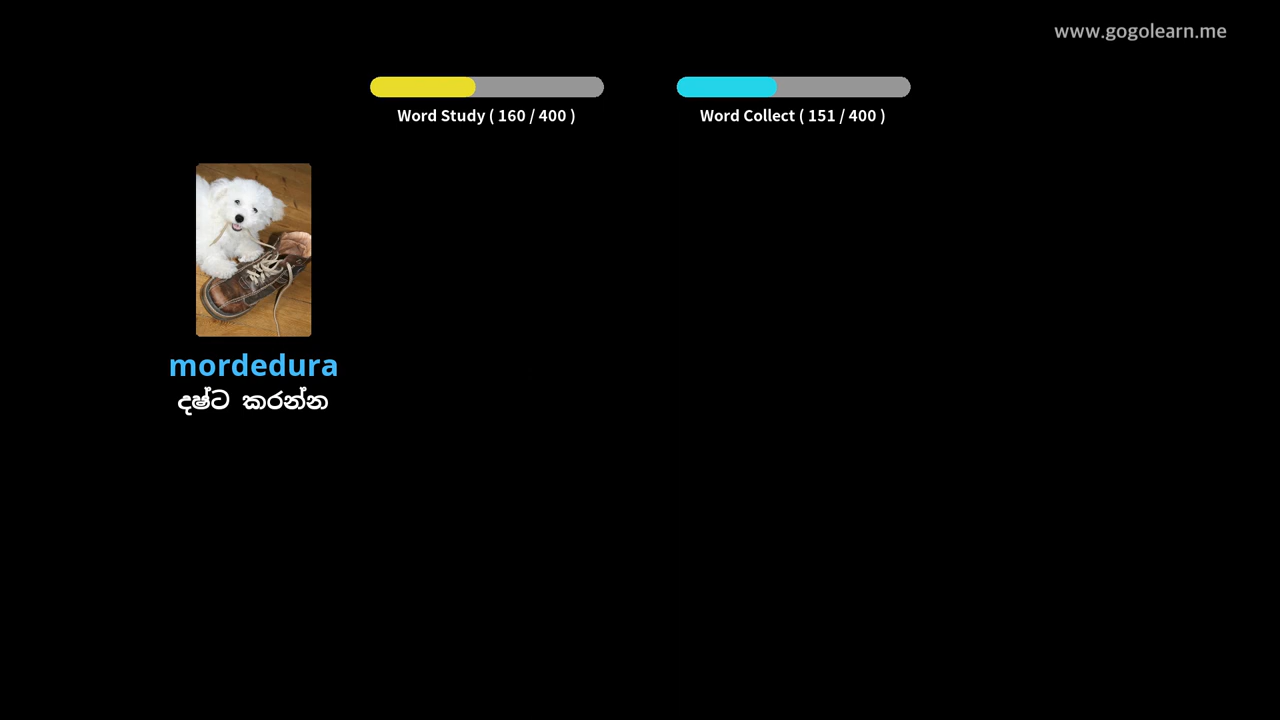 www.gogolearn.me
Word Study ( 160 / 400 )
Word Collect ( 151 / 400 )
mordedura
දෂ්ට කරන්න